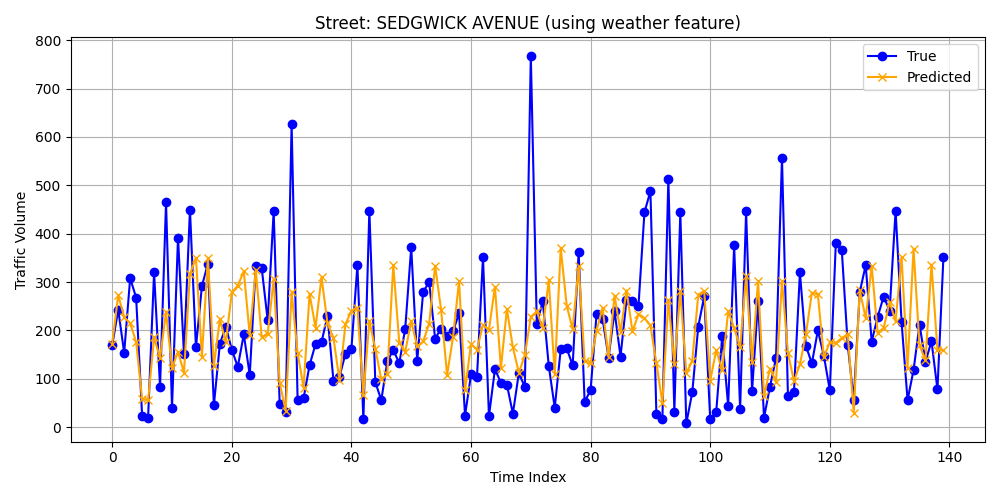 Street: SEDGWICK AVENUE (using weather feature)
True
Predicted
Traffic Volume
800
700
600
500
400
300
200
100
0
0 20 40 60 80 100 120 140
Time Index